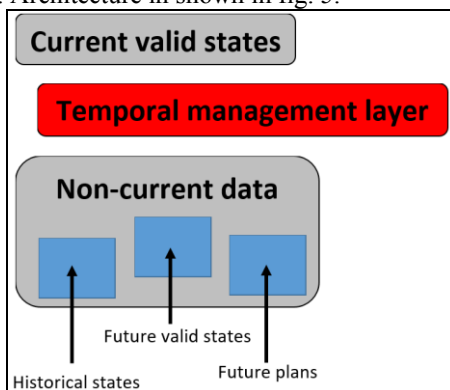 . Architecture in shown in fig. 3.
Current valid states
Temporal management layer
Non-current data
Future valid states
Future plans
Historical states